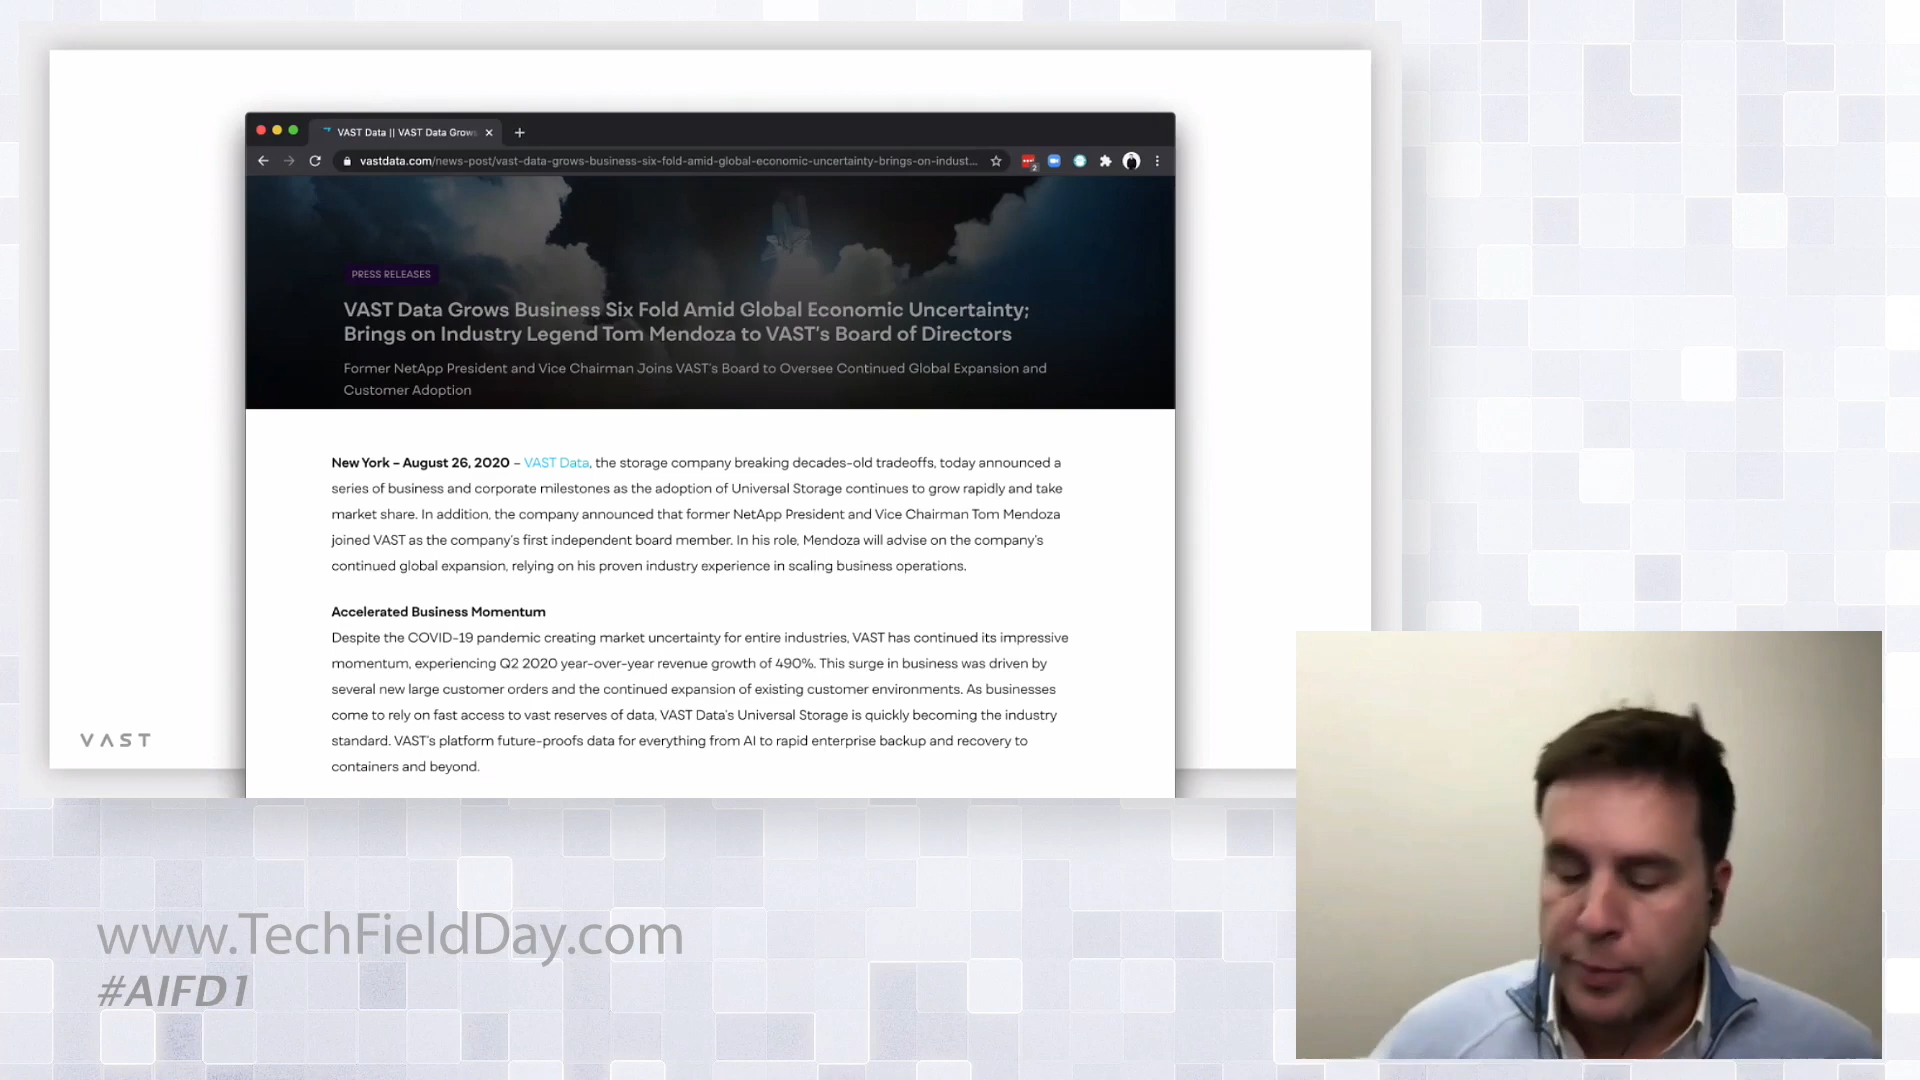 VAST Data || VAST Data Grows
vastdata.com/news-post/vast-data-grows-business-six-fold-amid-global-economic-uncertainty-brings-on-indust...
2
PRESS RELEASES
VAST Data Grows Business Six Fold Amid Global Economic Uncertainty;
Brings on Industry Legend Tom Mendoza to VAST's Board of Directors
Former NetApp President and Vice Chairman Joins VAST's Board to Oversee Continued Global Expansion and
Customer Adoption
New York – August 26, 2020 – VAST Data, the storage company breaking decades-old tradeoffs, today announced a
series of business and corporate milestones as the adoption of Universal Storage continues to grow rapidly and take
market share. In addition, the company announced that former NetApp President and Vice Chairman Tom Mendoza
joined VAST as the company's first independent board member. In his role, Mendoza will advise on the company's
continued global expansion, relying on his proven industry experience in scaling business operations.
Accelerated Business Momentum
Despite the COVID-19 pandemic creating market uncertainty for entire industries, VAST has continued its impressive
momentum, experiencing Q2 2020 year-over-year revenue growth of 490%. This surge in business was driven by
several new large customer orders and the continued expansion of existing customer environments. As businesses
come to rely on fast access to vast reserves of data, VAST Data's Universal Storage is quickly becoming the industry
standard. VAST's platform future-proofs data for everything from AI to rapid enterprise backup and recovery to
containers and beyond.
VAST
www.TechFieldDay.com
#AIFD1